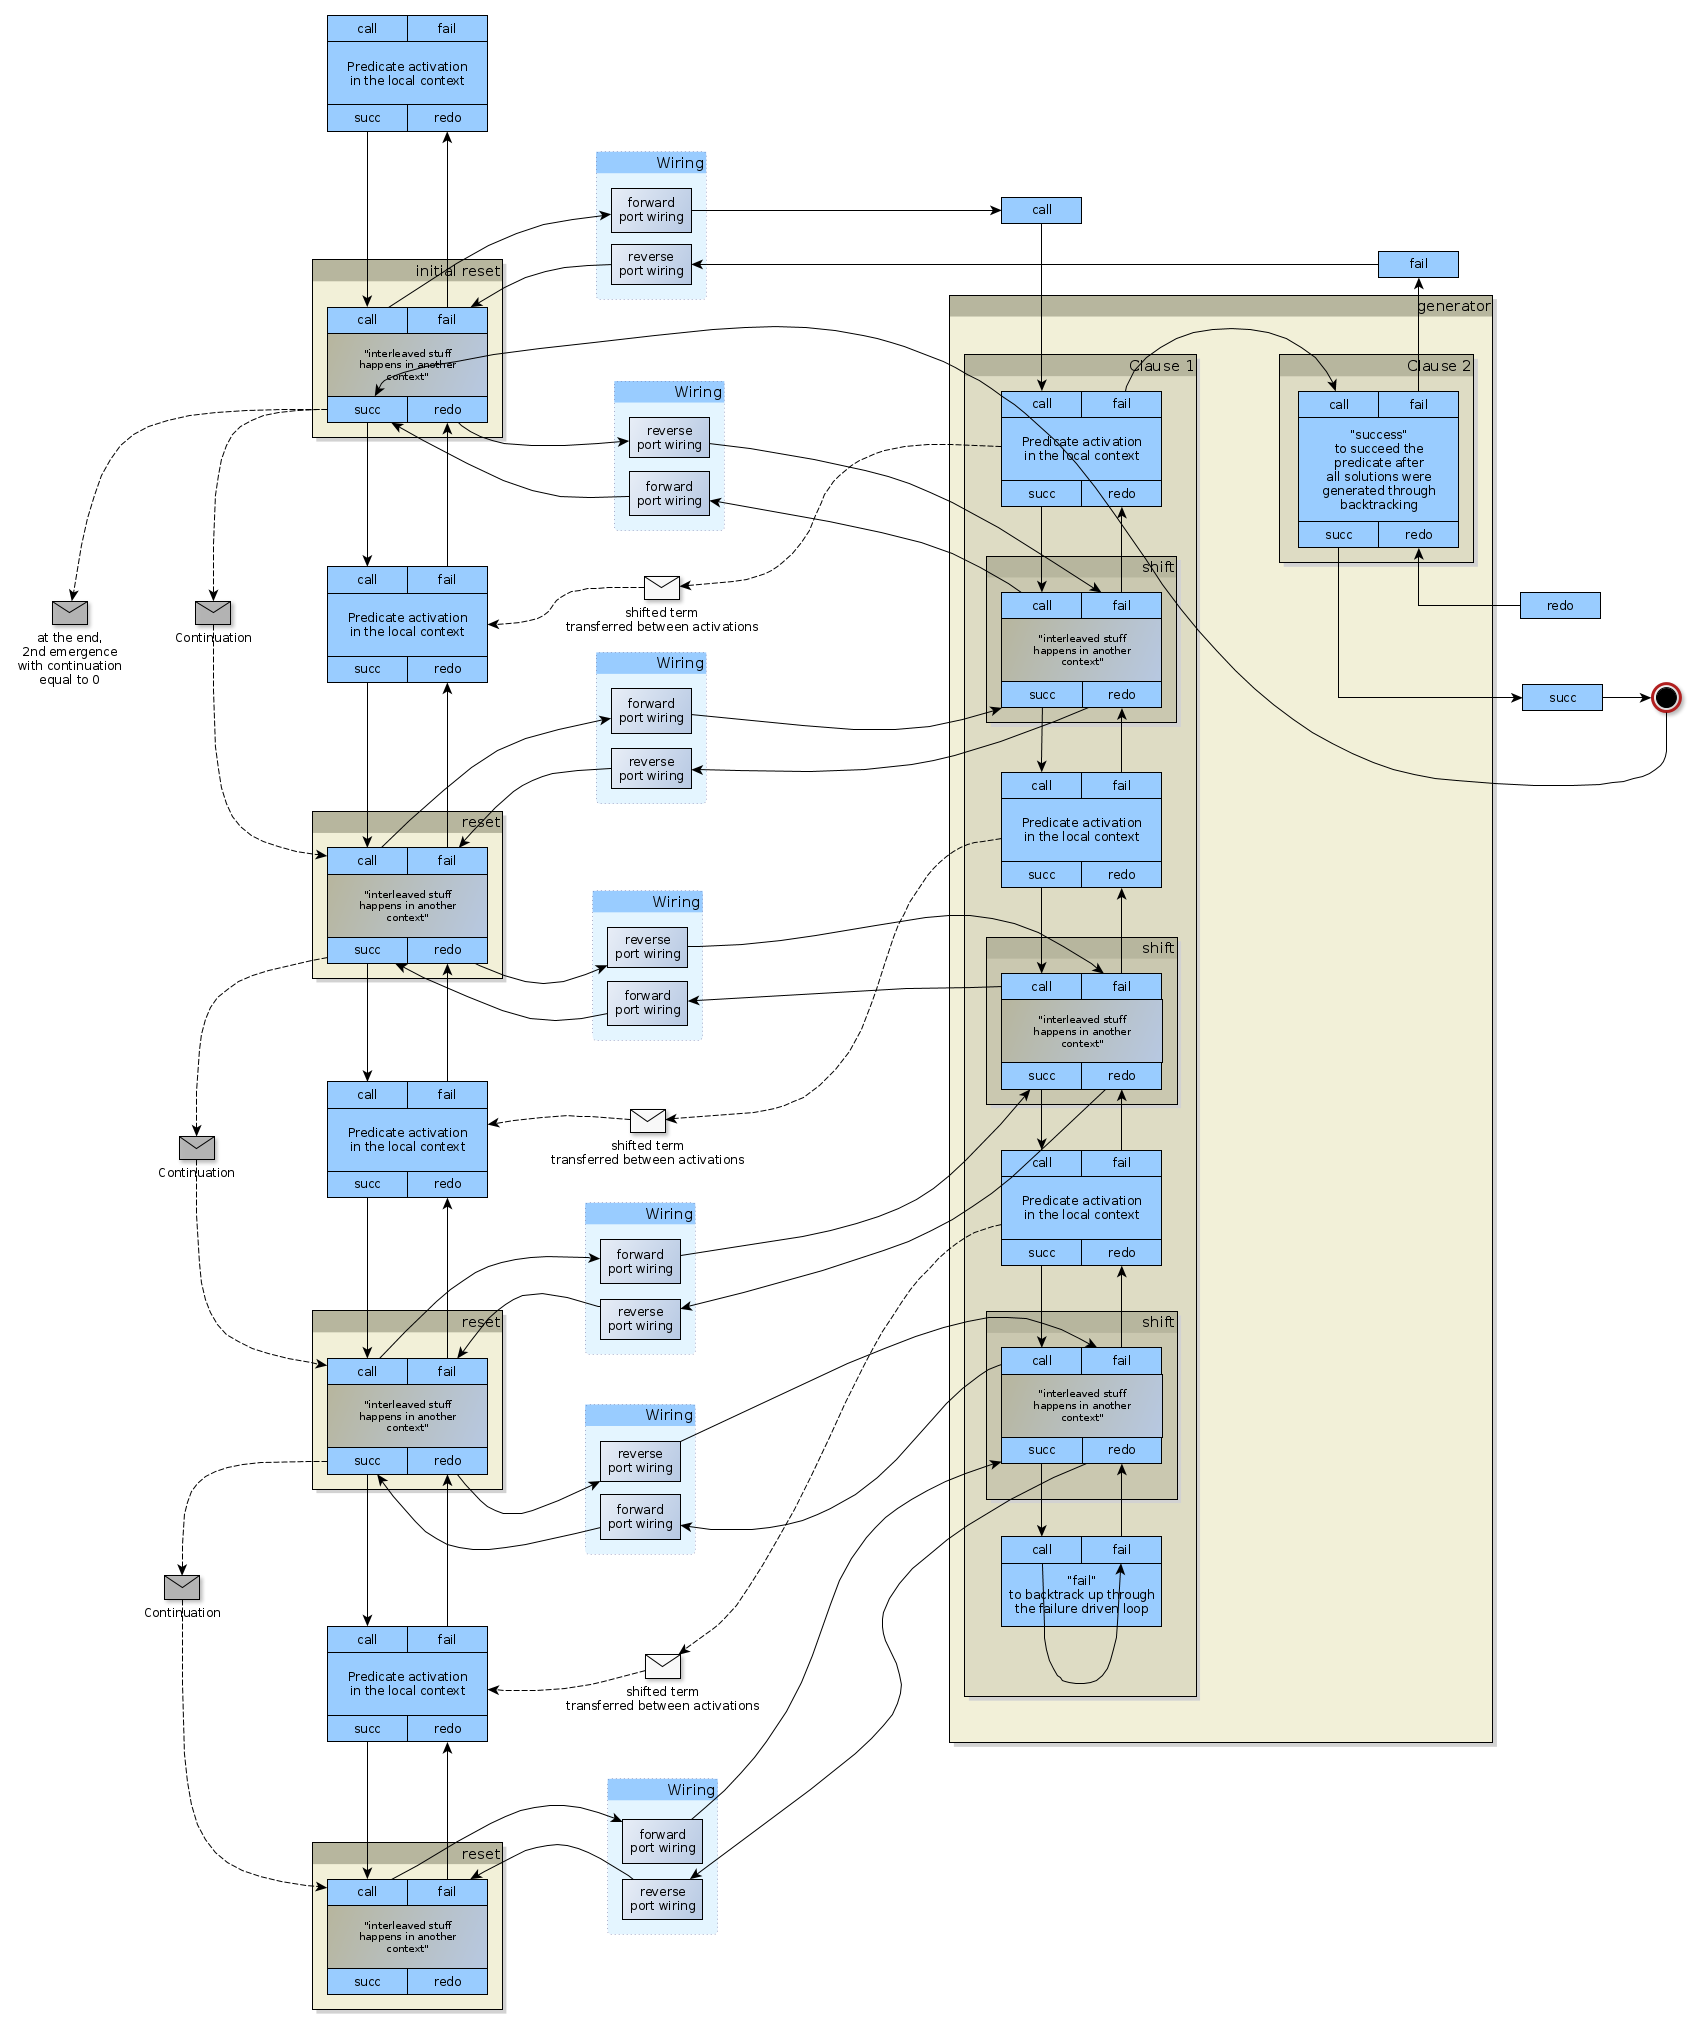 call
fail
Predicate activation
in the local context
succ
redo
Wiring
forward
port wiring
reverse
port wiring
call
fail
initial reset
call
fail
"interleaved stuff
happens in another
context"
succ
redo
generator
Clause 1
call
fail
Predicate activation
in the local context
succ
redo
Clause 2
call
fail
"success"
to succeed the
predicate after
all solutions were
generated through
backtracking
succ
redo
Wiring
reverse
port wiring
forward
port wiring
redo
succ
at the end,
2nd emergence
with continuation
equal to 0
Continuation
call
fail
Predicate activation
in the local context
succ
redo
shifted term
transferred between activations
shift
call
fail
"interleaved stuff
happens in another
context"
succ
redo
Wiring
forward
port wiring
reverse
port wiring
call
fail
Predicate activation
in the local context
succ
redo
reset
call
fail
"interleaved stuff
happens in another
context"
succ
redo
Wiring
reverse
port wiring
forward
port wiring
shift
call
fail
"interleaved stuff
happens in another
context"
succ
redo
Continuation
call
fail
Predicate activation
in the local context
succ
redo
shifted term
transferred between activations
call
fail
Predicate activation
in the local context
succ
redo
Wiring
forward
port wiring
reverse
port wiring
reset
call
fail
"interleaved stuff
happens in another
context"
succ
redo
shift
call
fail
"interleaved stuff
happens in another
context"
succ
redo
Wiring
reverse
port wiring
forward
port wiring
call
fail
"fail"
to backtrack up through
the failure driven loop
Continuation
call
fail
Predicate activation
in the local context
succ
redo
shifted term
transferred between activations
Wiring
forward
port wiring
reverse
port wiring
reset
call
fail
"interleaved stuff
happens in another
context"
succ
redo